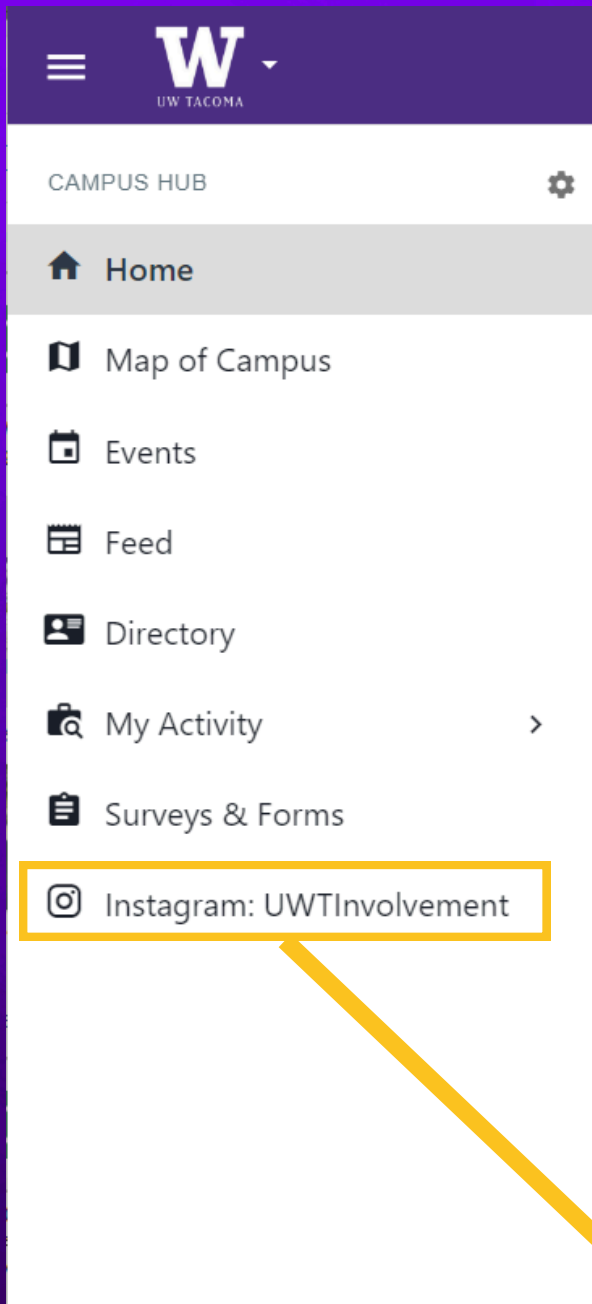 W
UW TACOMA
CAMPUS HUB
Home
Map of Campus
Events
Feed
Directory
My Activity
Surveys & Forms
Instagram: UWTInvolvement